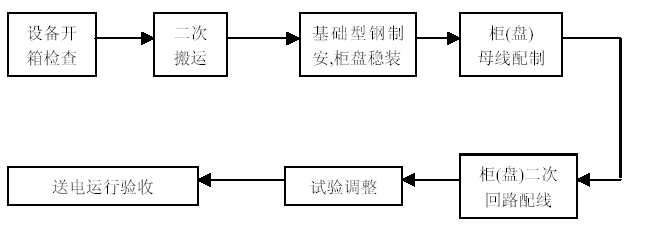 设备开
箱检查
二次
搬运
基础型钢制
安,柜盘稳装
柜(盘)
母线配制
柜(盘)二次
回路配线
试验调整
送电运行验收